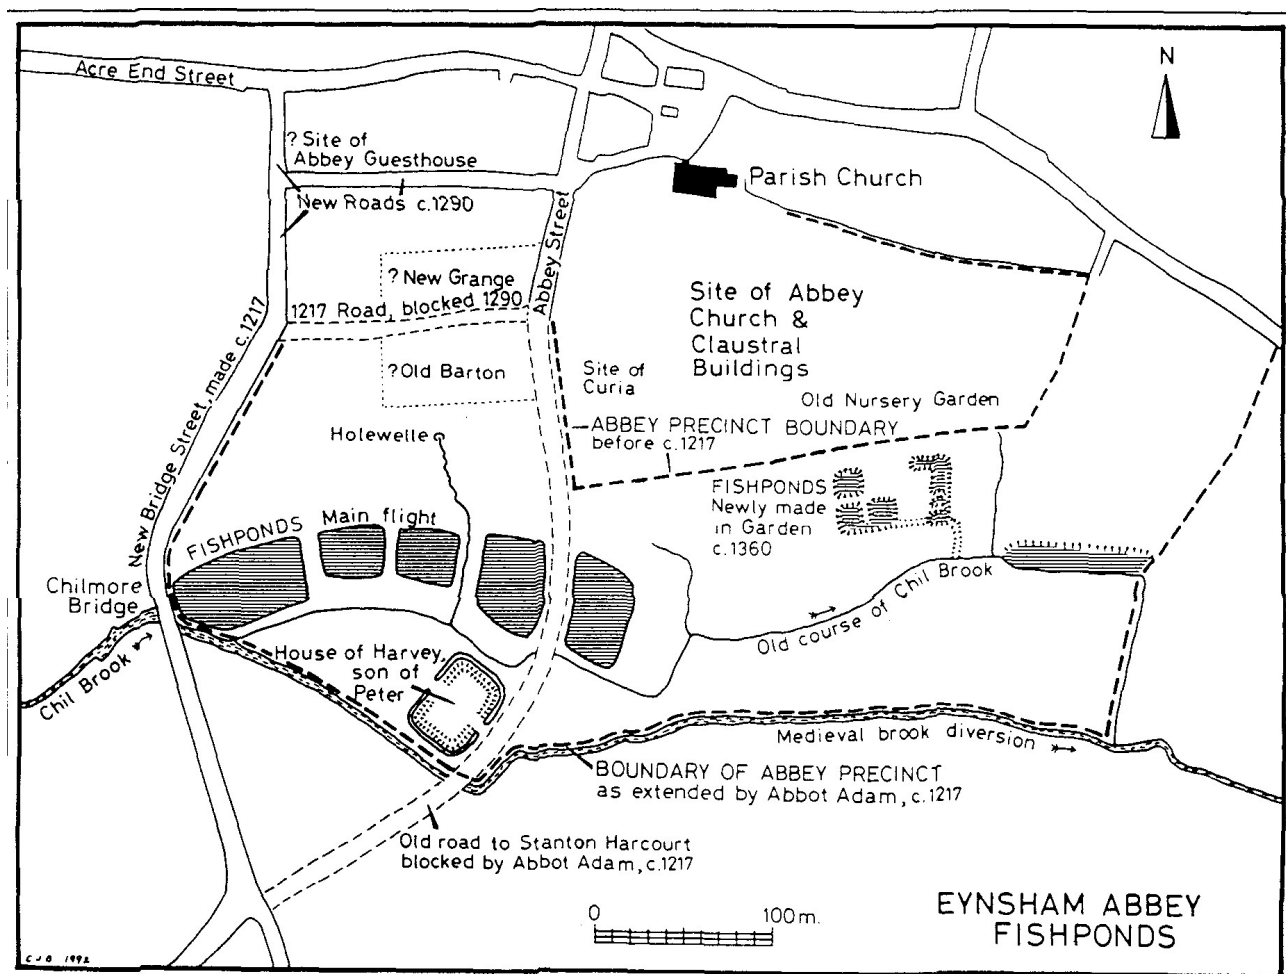 N
Acre End Street
? Site of
Abbey Guesthouse
New Roads c.1290
Parish Church
Abbey Street
? New Grange
1217 Road, blocked 1290
New Bridge Street, made c.1217
?Old Barton
Site of Abbey
Church &
Claustral
Buildings
Site of
Curia
Old Nursery Garden
ABBEY PRECINCT BOUNDARY
before c.1217
Holewelle
FISHPONDS
Newly made
in Garden
c.1360
FISHPONDS Main flight
Chilmore
Bridge
Chil Brook
Old course of Chil Brook
House of Harvey,
son of
Peter
Medieval brook diversion
BOUNDARY OF ABBEY PRECINCT
as extended by Abbot Adam, c.1217
Old road to Stanton Harcourt
blocked by Abbot Adam, c.1217
0 100m.
EYNSHAM ABBEY
FISHPONDS
CJB 1992